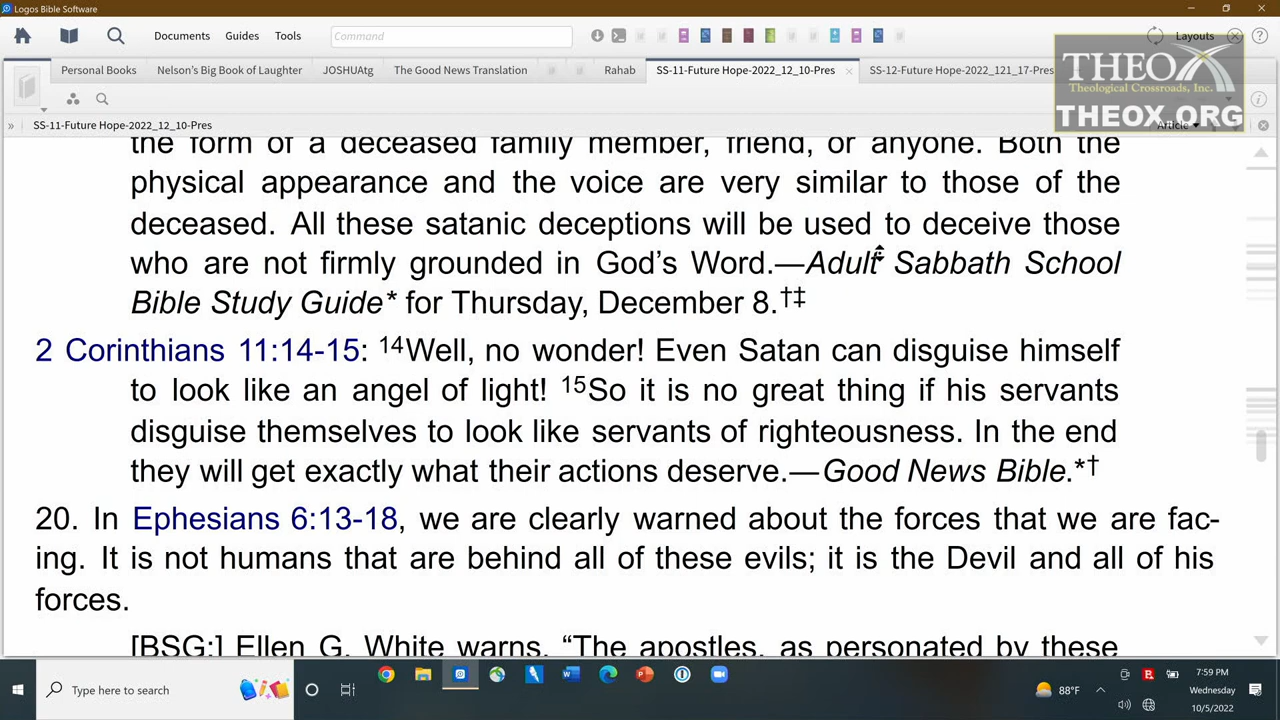 Logos Bible Software
Documents Guides Tools Command Layouts
Personal Books Nelson's Big Book of Laughter JOSHUAtg The Good News Translation Rahab SS-11-Future Hope-2022_12_10-Pres SS-12-Future Hope-2022_121_17-Pres
THEOX
Theological Crossroads, Inc.
THEOX.ORG
SS-11-Future Hope-2022_12_10-Pres Article
the form of a deceased family member, friend, or anyone. Both the
physical appearance and the voice are very similar to those of the
deceased. All these satanic deceptions will be used to deceive those
who are not firmly grounded in God's Word.—Adult Sabbath School
Bible Study Guide* for Thursday, December 8.†‡
2 Corinthians 11:14-15: 14Well, no wonder! Even Satan can disguise himself
to look like an angel of light! 15So it is no great thing if his servants
disguise themselves to look like servants of righteousness. In the end
they will get exactly what their actions deserve.—Good News Bible.*†
20. In Ephesians 6:13-18, we are clearly warned about the forces that we are fac-
ing. It is not humans that are behind all of these evils; it is the Devil and all of his
forces.
[BSG:] Ellen G. White warns, “The apostles, as personated by these
Type here to search
88°F
7:59 PM
Wednesday
10/5/2022